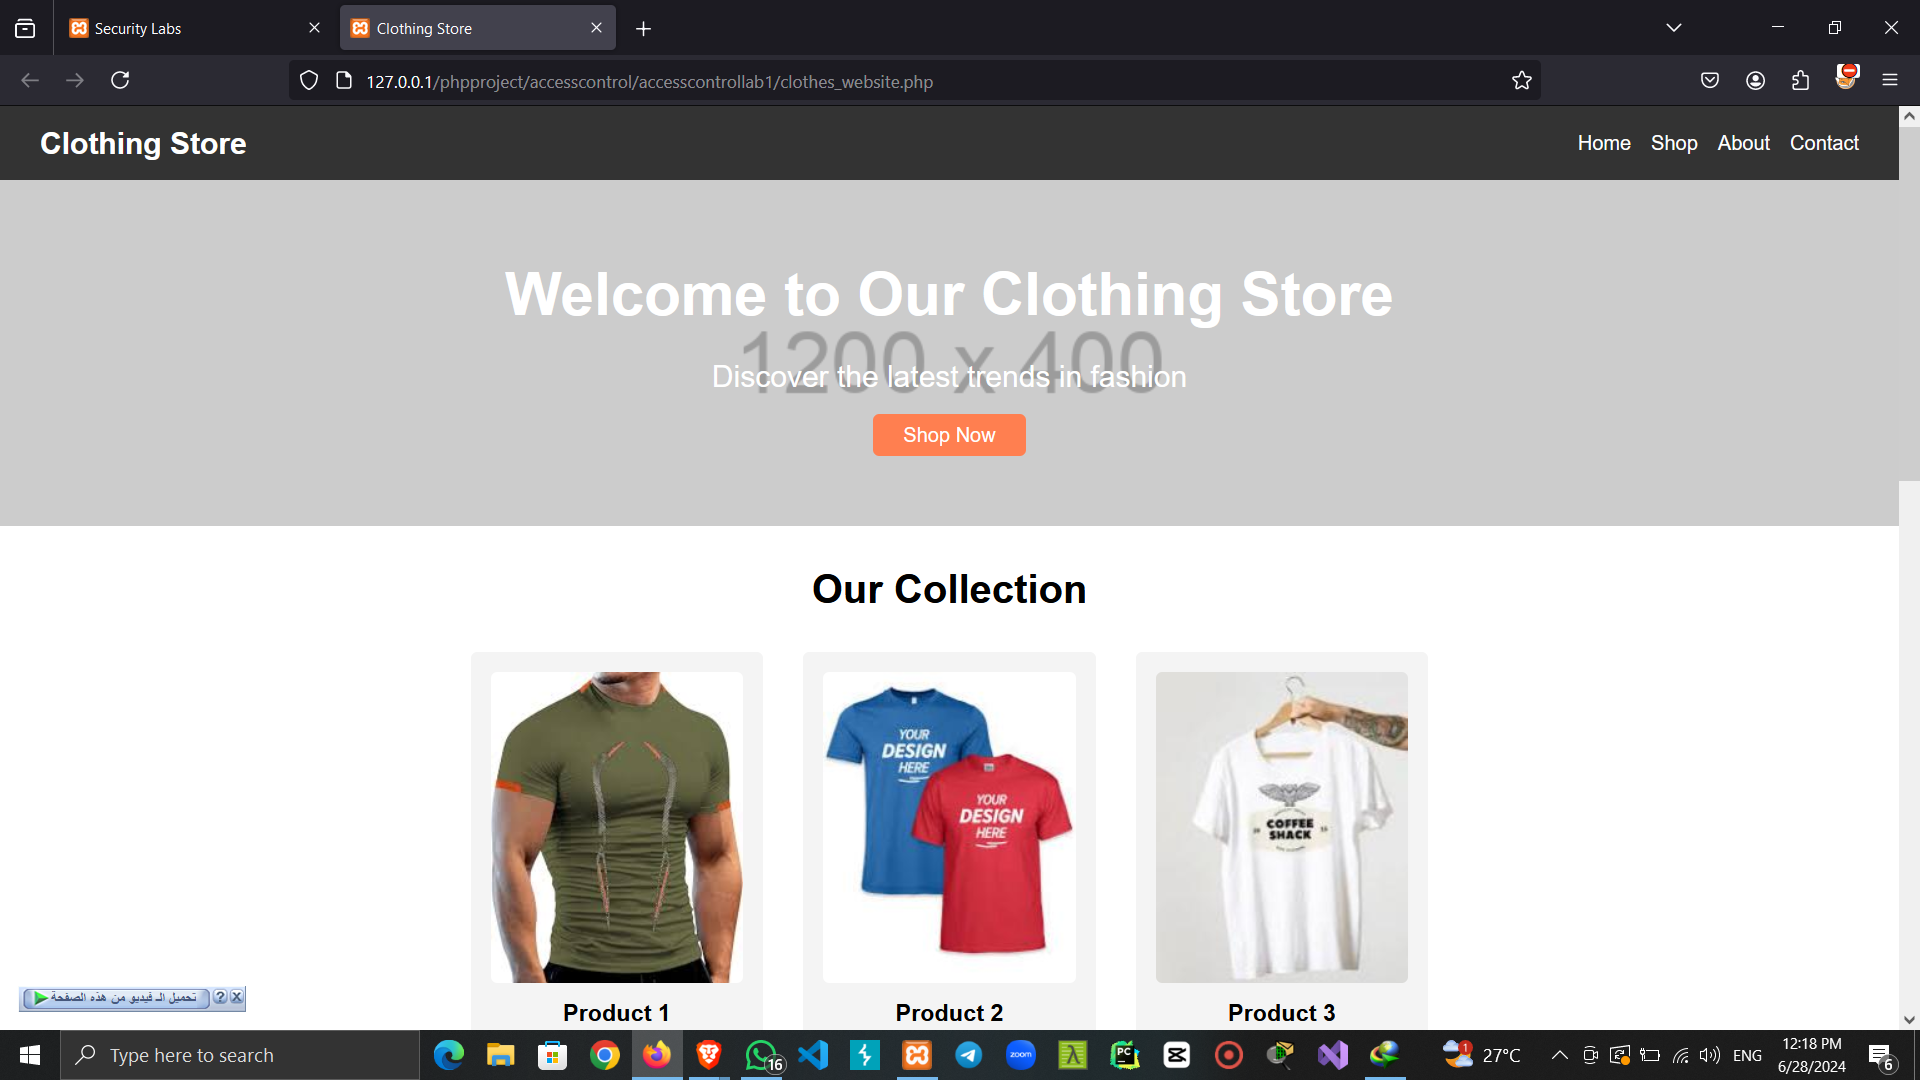 Security Labs
Clothing Store
127.0.0.1/phpproject/accesscontrol/accesscontrollab1/clothes_website.php
Clothing Store
Home Shop About Contact
Welcome to Our Clothing Store
1200 x 400
Discover the latest trends in fashion
Shop Now
Our Collection
YOUR
DESIGN
HERE
YOUR
DESIGN
HERE
COFFEE
SHACK
تحميل الـ فيديو من هذه الصفحة
Product 1
Product 2
Product 3
Type here to search
16
zoom
PC
1
27°C
ENG
12:18 PM
6/28/2024
6